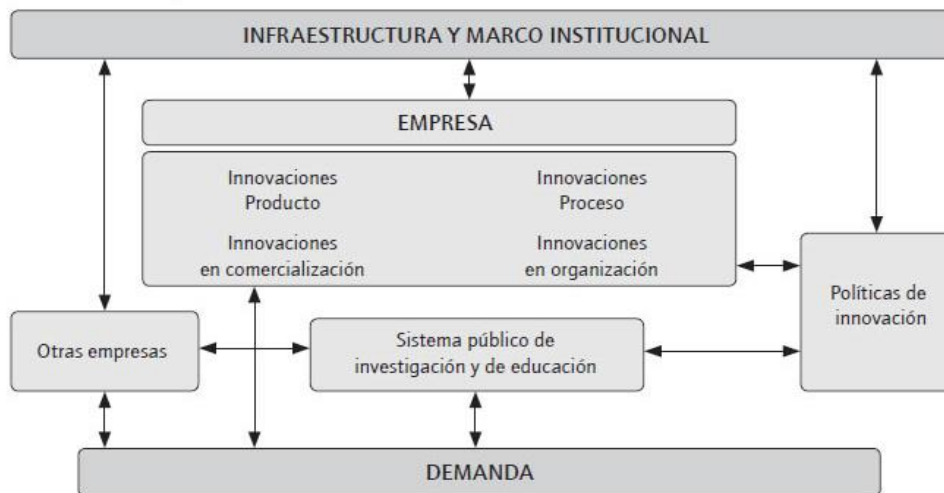 INFRAESTRUCTURA Y MARCO INSTITUCIONAL
EMPRESA
Innovaciones
Producto
Innovaciones
Proceso
Innovaciones
en comercialización
Innovaciones
en organización
Políticas de
innovación
Otras empresas
Sistema público de
investigación y de educación
DEMANDA